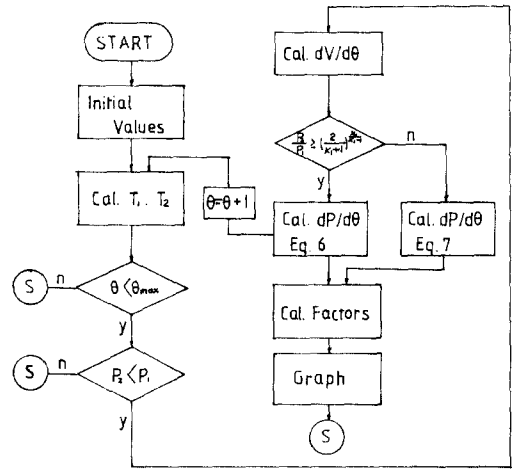 START
Initial
Values
Cal. T₁. T₂
θ=θ+1
θ<θmax
n
S
y
P₂<P₁
n
S
y
Cal. dV/dθ
n
y
Cal. dP/dθ
Eq. 6
Cal. dP/dθ
Eq. 7
Cal. Factors
Graph
S